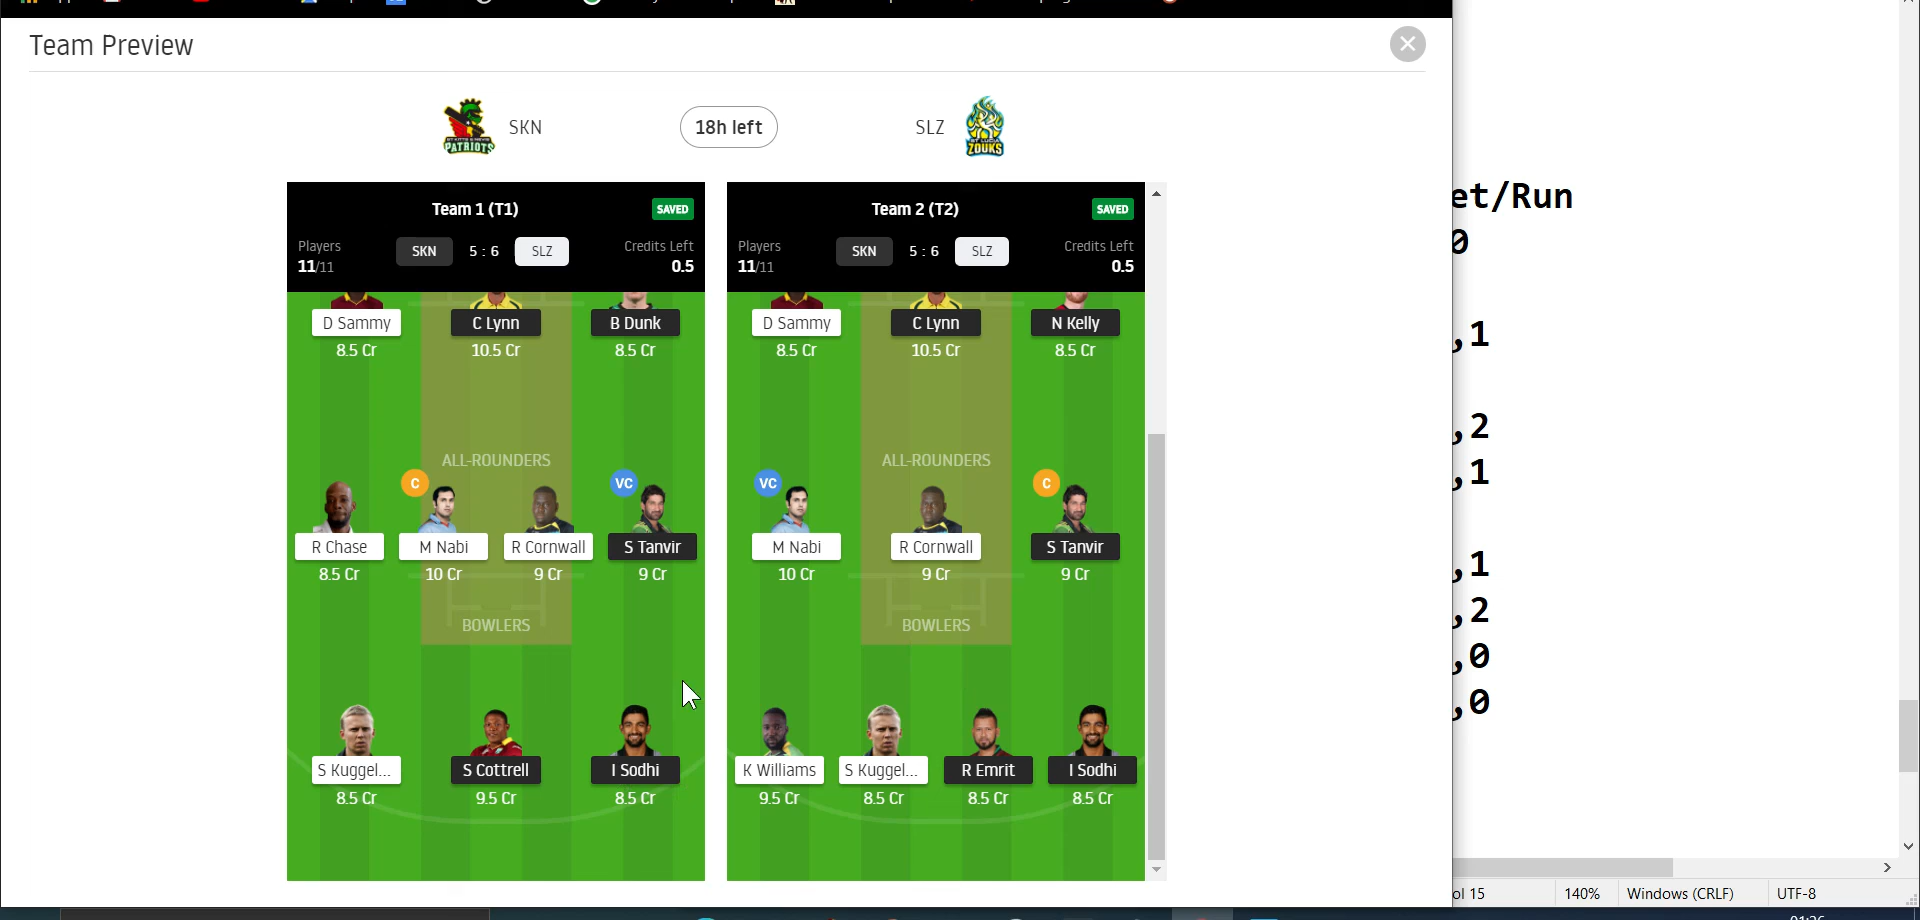 Team Preview
PATRIOTS
SKN
18h left
SLZ
ZOUKS
Team 1 (T1)
SAVED
Players
11/11
SKN
5 : 6
SLZ
Credits Left
0.5
D Sammy
C Lynn
B Dunk
8.5 Cr
10.5 Cr
8.5 Cr
ALL-ROUNDERS
C
VC
R Chase
M Nabi
R Cornwall
S Tanvir
8.5 Cr
10 Cr
9 Cr
9 Cr
BOWLERS
S Kuggel...
S Cottrell
I Sodhi
8.5 Cr
9.5 Cr
8.5 Cr
Team 2 (T2)
SAVED
Players
11/11
SKN
5 : 6
SLZ
Credits Left
0.5
D Sammy
C Lynn
N Kelly
8.5 Cr
10.5 Cr
8.5 Cr
ALL-ROUNDERS
VC
C
M Nabi
R Cornwall
S Tanvir
10 Cr
9 Cr
9 Cr
BOWLERS
K Williams
S Kuggel...
R Emrit
I Sodhi
9.5 Cr
8.5 Cr
8.5 Cr
8.5 Cr
et/Run
0
,1
,2
,1
,1
,2
,0
,0
ol 15
140%
Windows (CRLF)
UTF-8